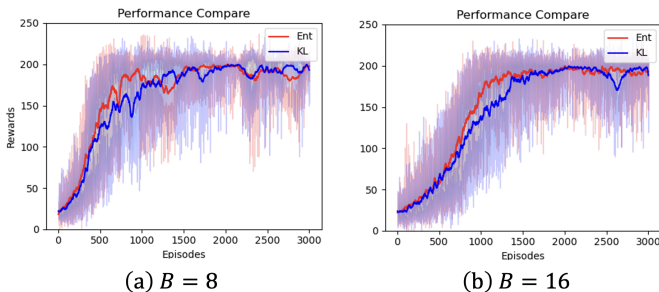 Performance Compare
250
200
150
100
50
0
Rewards
0 500 1000 1500 2000 2500 3000
Episodes
Ent
KL
(a) B = 8
Performance Compare
250
200
150
100
50
0
0 500 1000 1500 2000 2500 3000
Episodes
Ent
KL
(b) B = 16